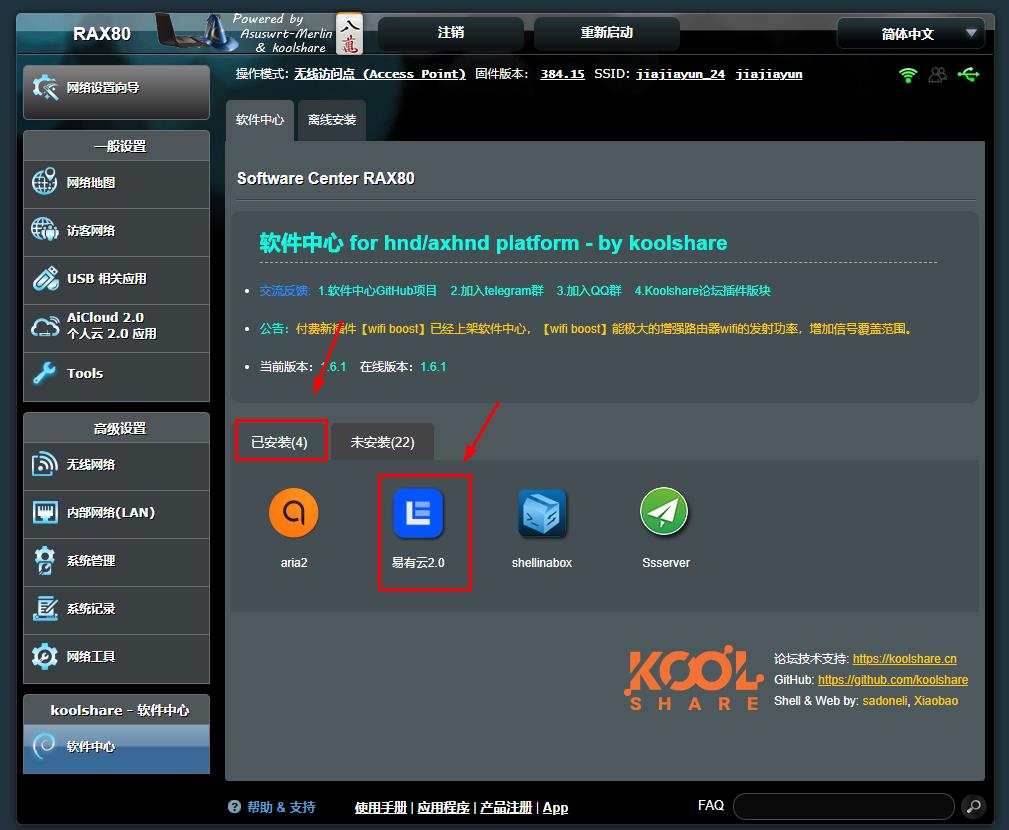 RAX80
Powered by
Asuswrt-Merlin
& koolshare
八萬
注销
重新启动
简体中文
操作模式: 无线访问点 (Access Point) 固件版本: 384.15 SSID: jiajiayun_24 jiajiayun
网络设置向导
一般设置
网络地图
访客网络
USB 相关应用
AiCloud 2.0
个人云 2.0 应用
Tools
高级设置
无线网络
内部网络(LAN)
系统管理
系统记录
网络工具
koolshare - 软件中心
软件中心
软件中心
离线安装
Software Center RAX80
软件中心 for hnd/axhnd platform - by koolshare
交流反馈: 1.软件中心GitHub项目 2.加入telegram群 3.加入QQ群 4.Koolshare论坛插件版块
公告: 付费新插件【wifi boost】已经上架软件中心，【wifi boost】能极大的增强路由器wifi的发射功率，增加信号覆盖范围。
当前版本: 1.6.1 在线版本: 1.6.1
已安装(4)
未安装(22)
aria2
易有云2.0
shellinabox
Ssserver
KOOL
SHARE
论坛技术支持: https://koolshare.cn
GitHub: https://github.com/koolshare
Shell & Web by: sadoneli, Xiaobao
帮助 & 支持
使用手册 | 应用程序 | 产品注册 | App
FAQ